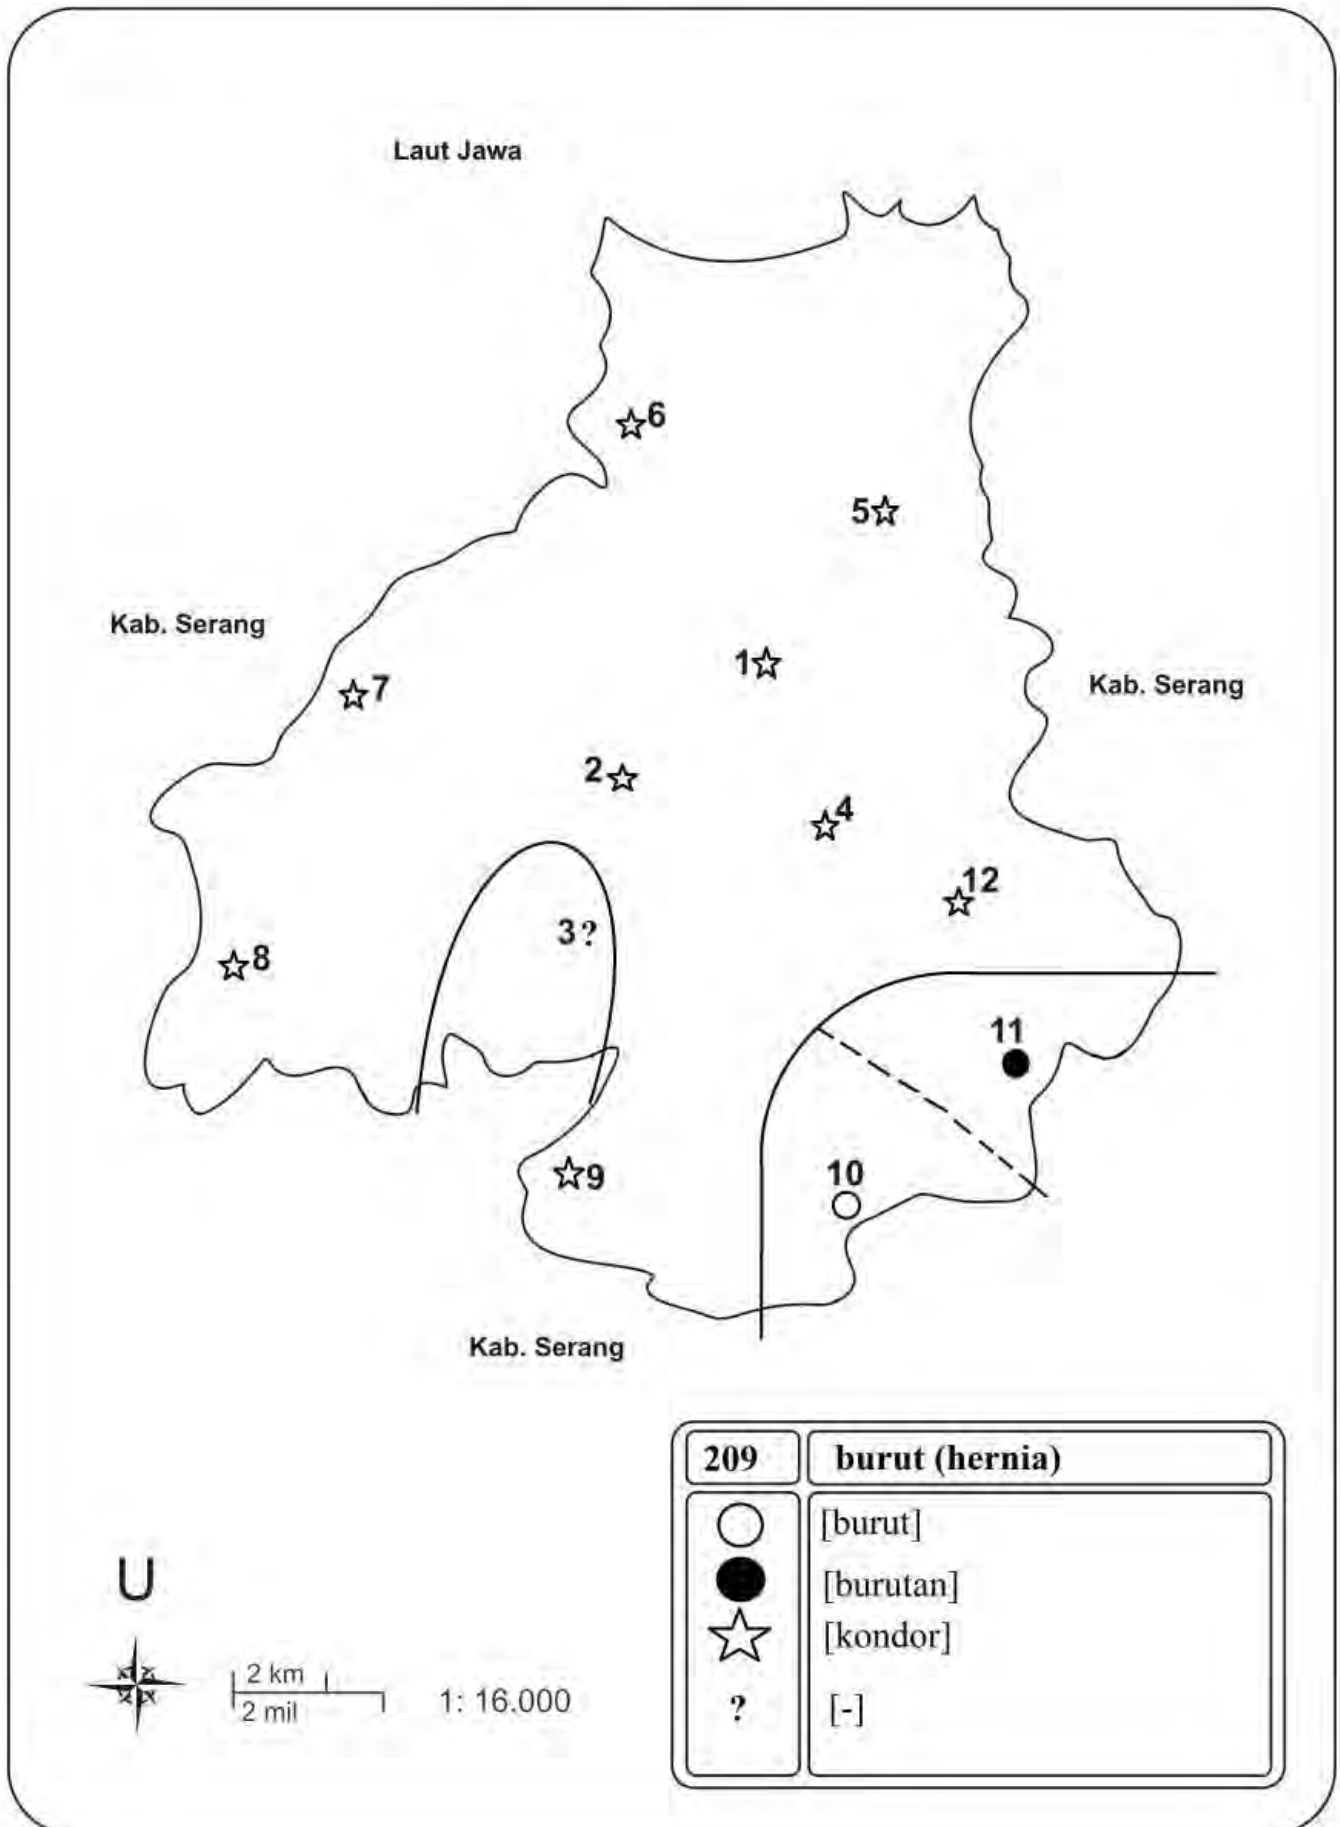 Laut Jawa
6
5
Kab. Serang
1
Kab. Serang
7
2
4
12
3?
8
11
10
9
Kab. Serang
209 burut (hernia)
[burut]
[burutan]
[kondor]
? [-]
U
2 km
2 mil
1: 16.000